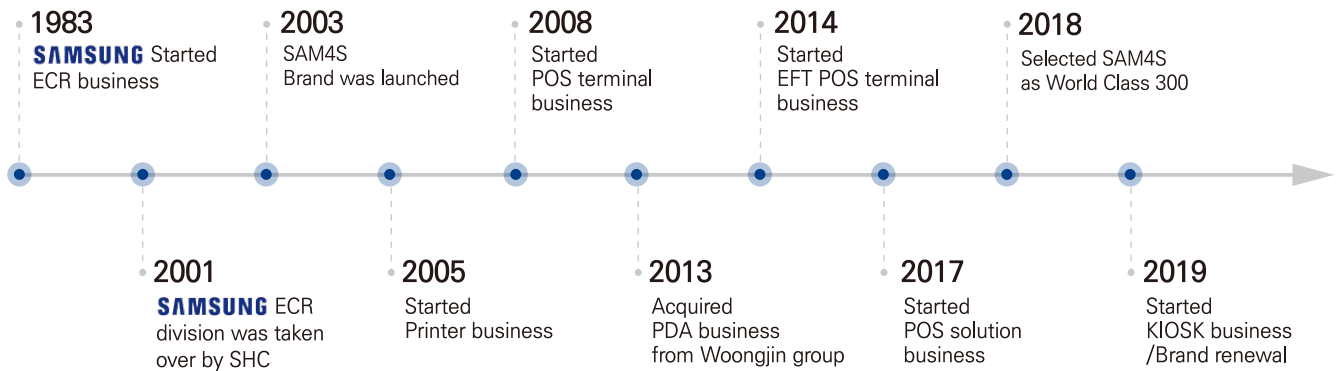 1983
SAMSUNG Started
ECR business
2001
SAMSUNG ECR
division was taken
over by SHC
2003
SAM4S
Brand was launched
2005
Started
Printer business
2008
Started
POS terminal
business
2013
Acquired
PDA business
from Woongjin group
2014
Started
EFT POS terminal
business
2017
Started
POS solution
business
2018
Selected SAM4S
as World Class 300
2019
Started
KIOSK business
/Brand renewal